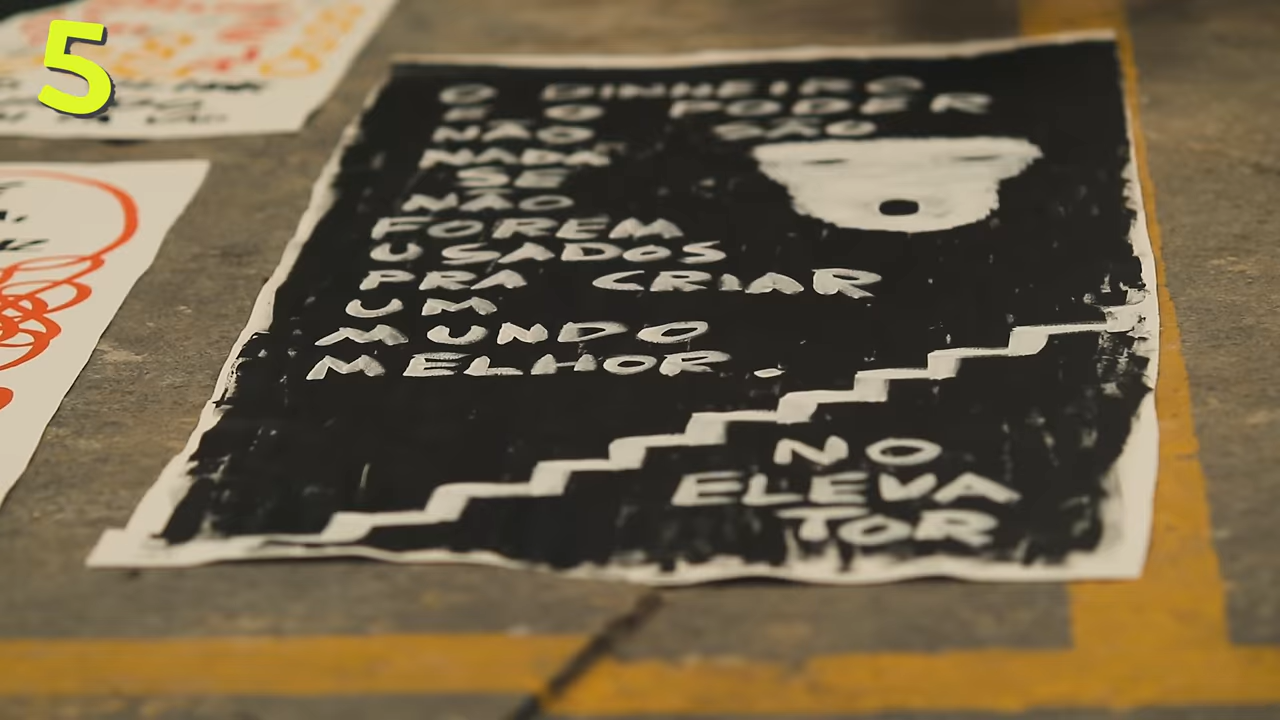 5
O DINHEIRO
E O PODER
NÃO SÃO
NADA
SE
NÃO
FOREM
USADOS
PRA CRIAR
UM
MUNDO
MELHOR.
NO
ELEVA
TOR